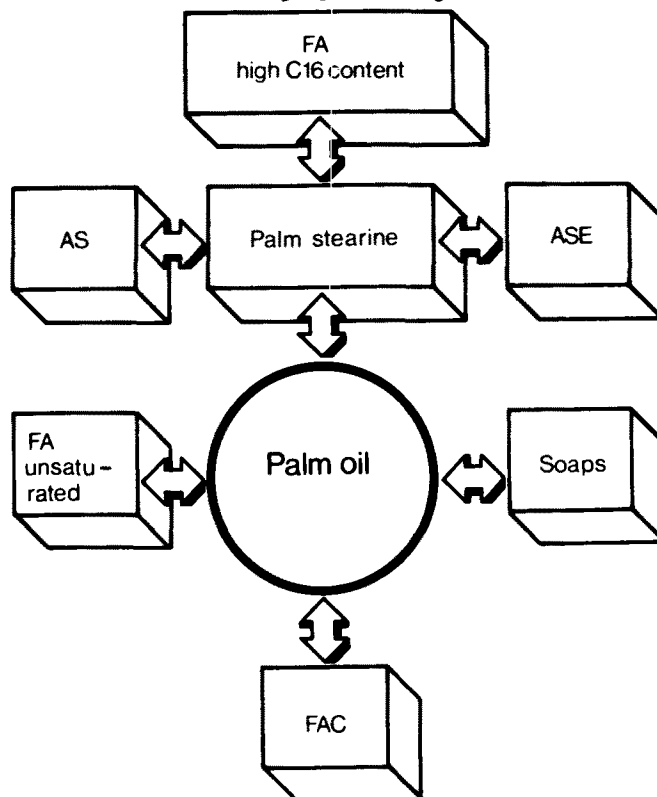 FA
high C16 content
AS
Palm stearine
ASE
FA
unsatu-
rated
Palm oil
Soaps
FAC